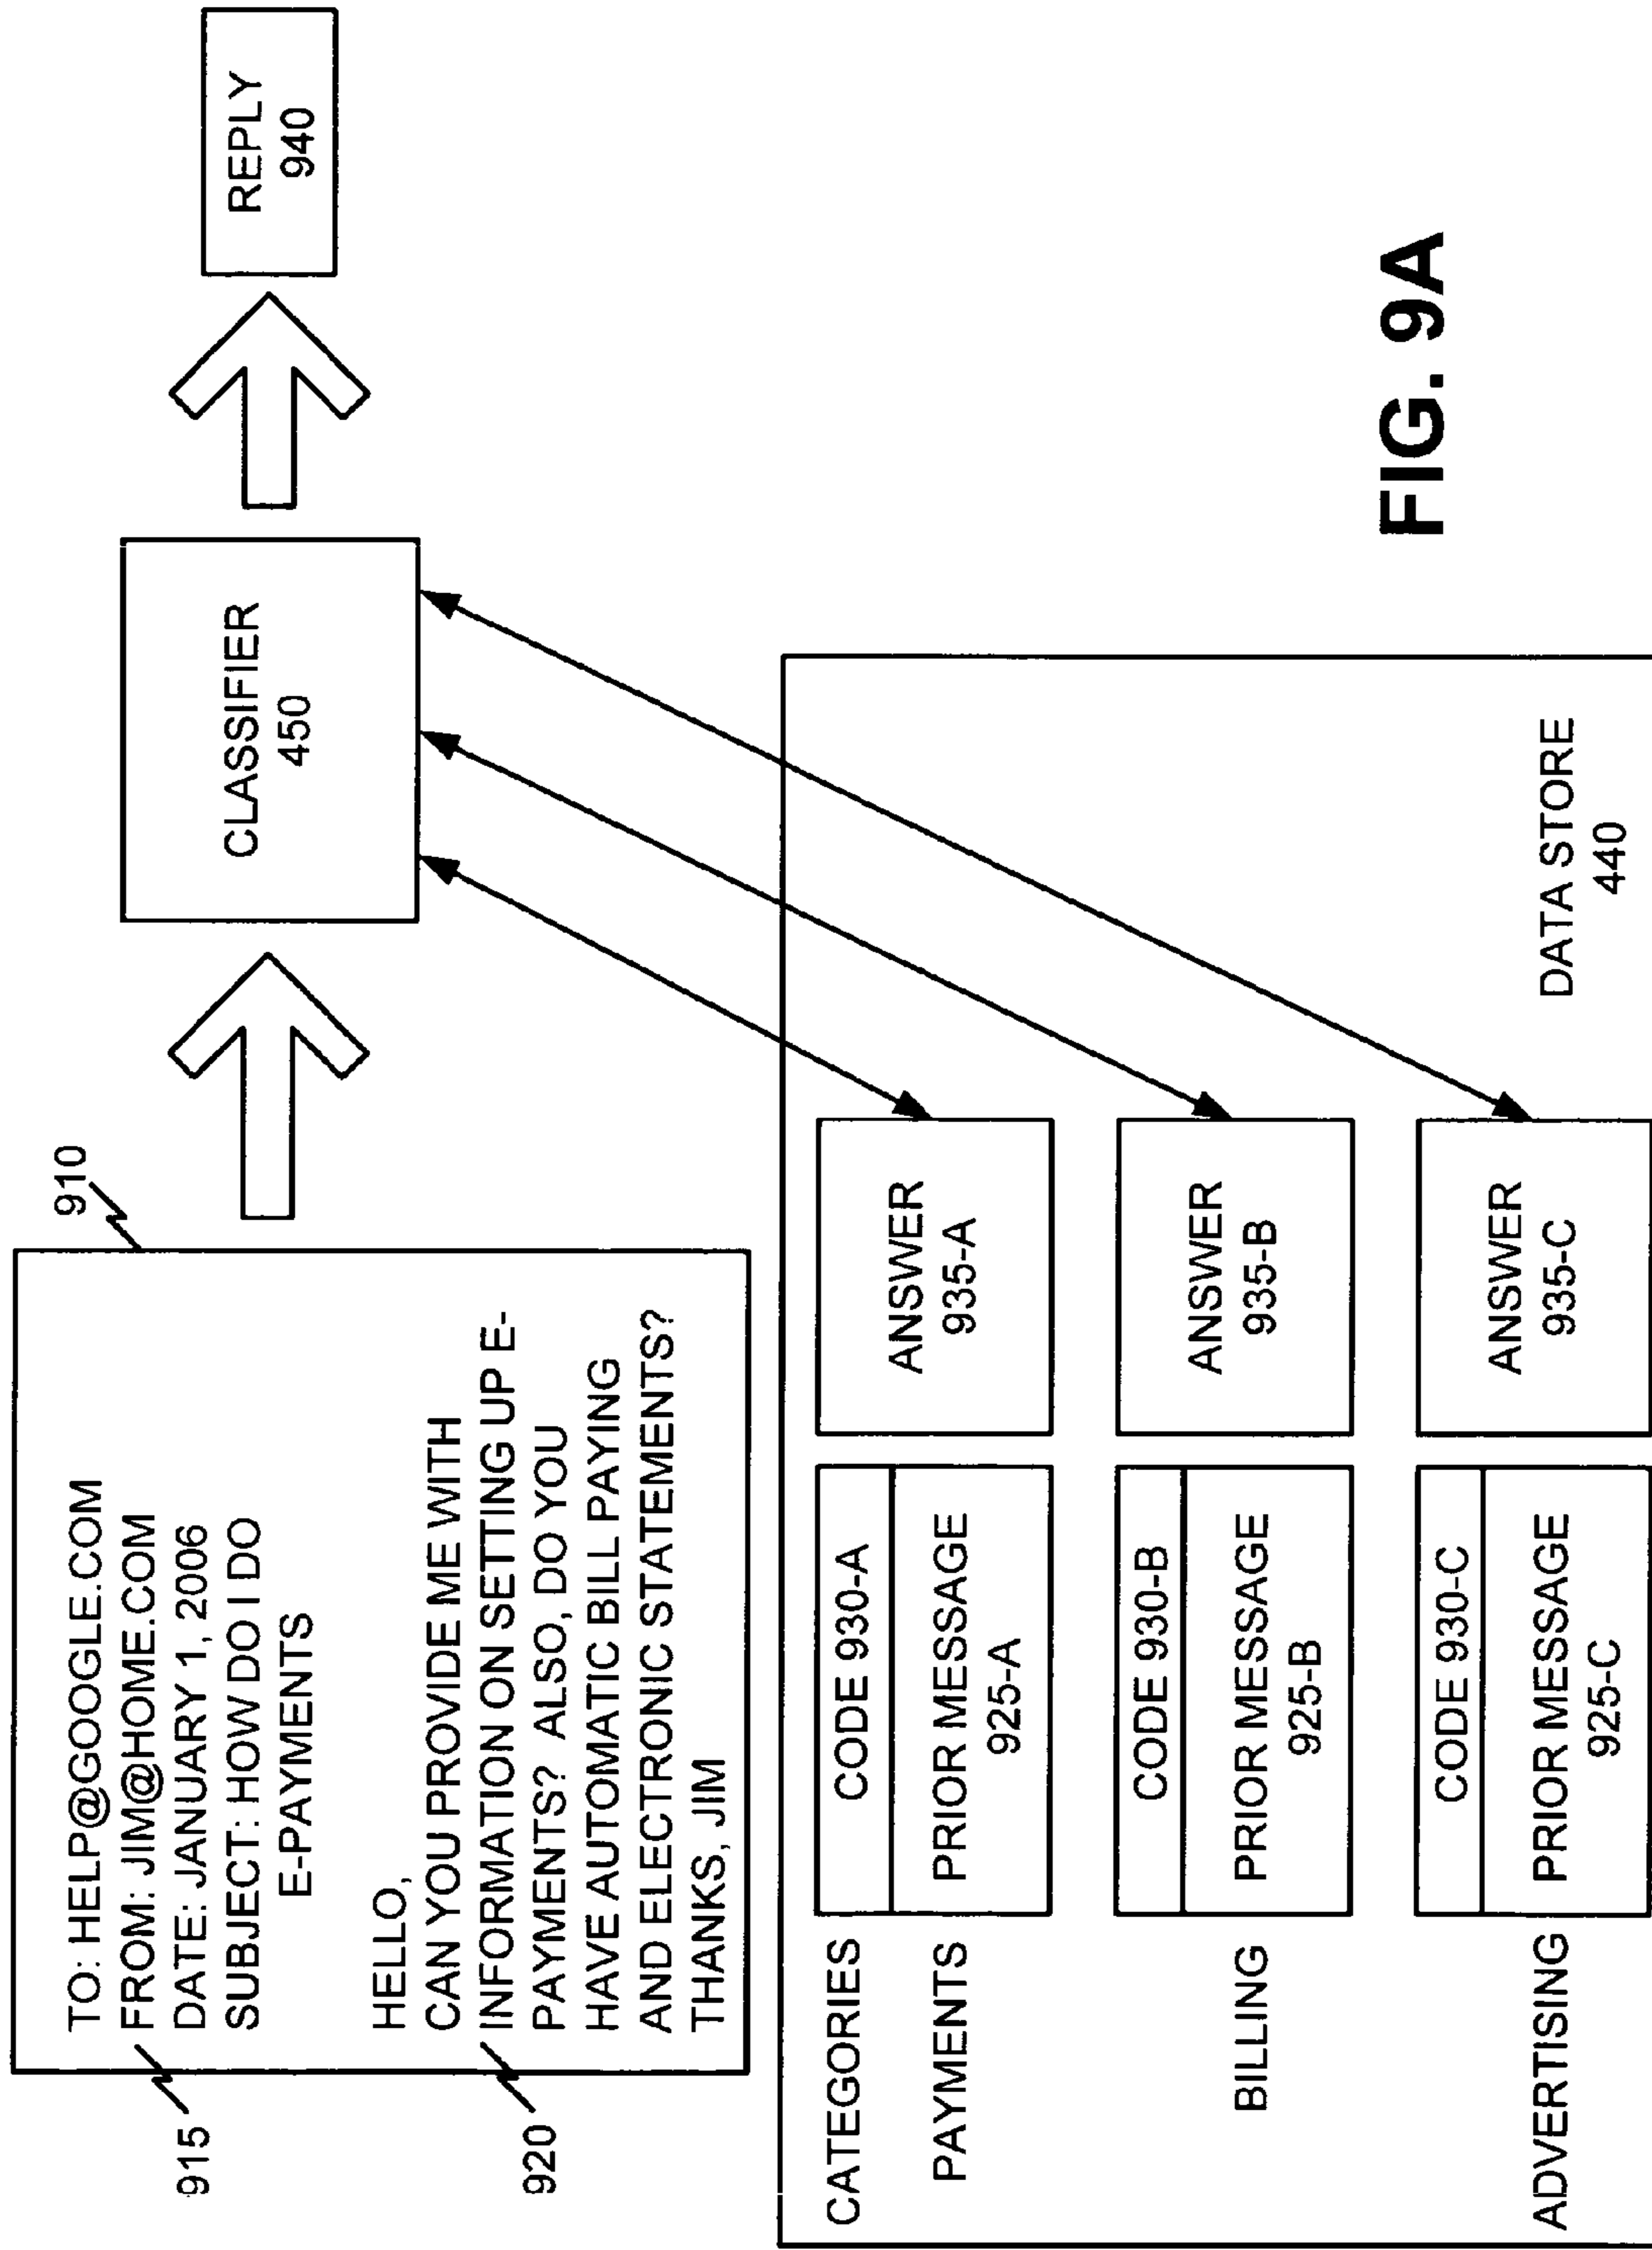 910
TO: HELP@GOOGLE.COM
FROM: JIM@HOME.COM
DATE: JANUARY 1, 2006
SUBJECT: HOW DO I DO
E-PAYMENTS
915
HELLO,
CAN YOU PROVIDE ME WITH
INFORMATION ON SETTING UP E-
PAYMENTS? ALSO, DO YOU
HAVE AUTOMATIC BILL PAYING
AND ELECTRONIC STATEMENTS?
THANKS, JIM
920
CLASSIFIER
450
REPLY
940
CATEGORIES
PAYMENTS
CODE 930-A
PRIOR MESSAGE
925-A
ANSWER
935-A
BILLING
CODE 930-B
PRIOR MESSAGE
925-B
ANSWER
935-B
ADVERTISING
CODE 930-C
PRIOR MESSAGE
925-C
ANSWER
935-C
DATA STORE
440
FIG. 9A